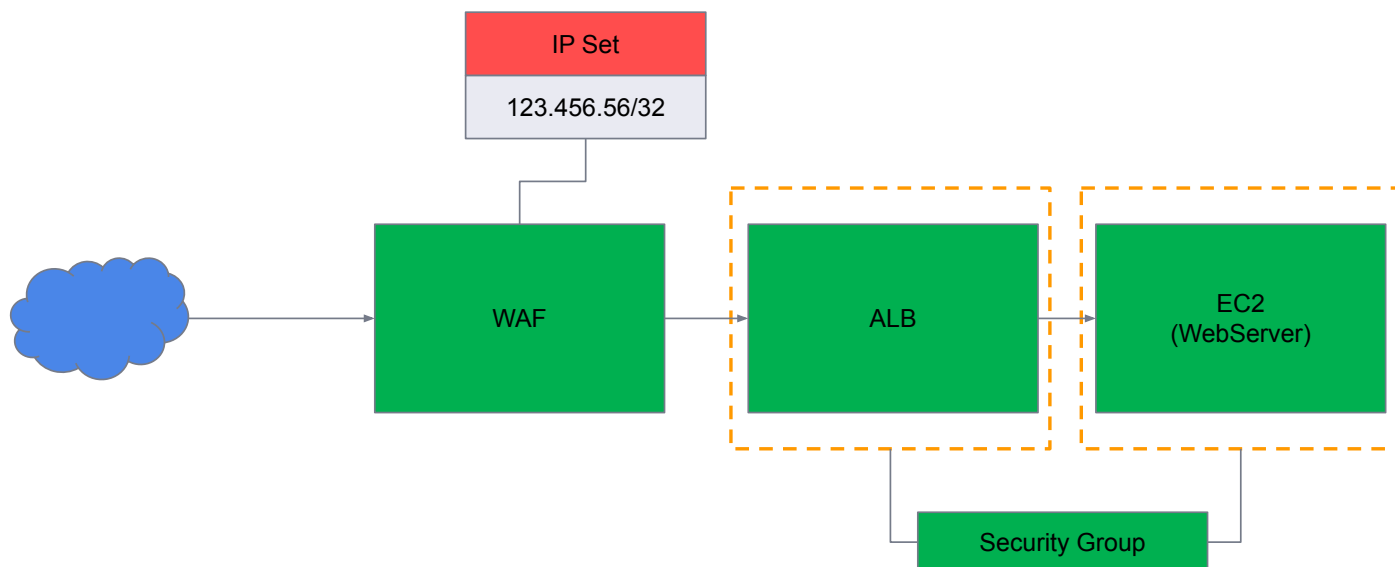 IP Set
123.456.56/32
WAF
ALB
EC2
(WebServer)
Security Group